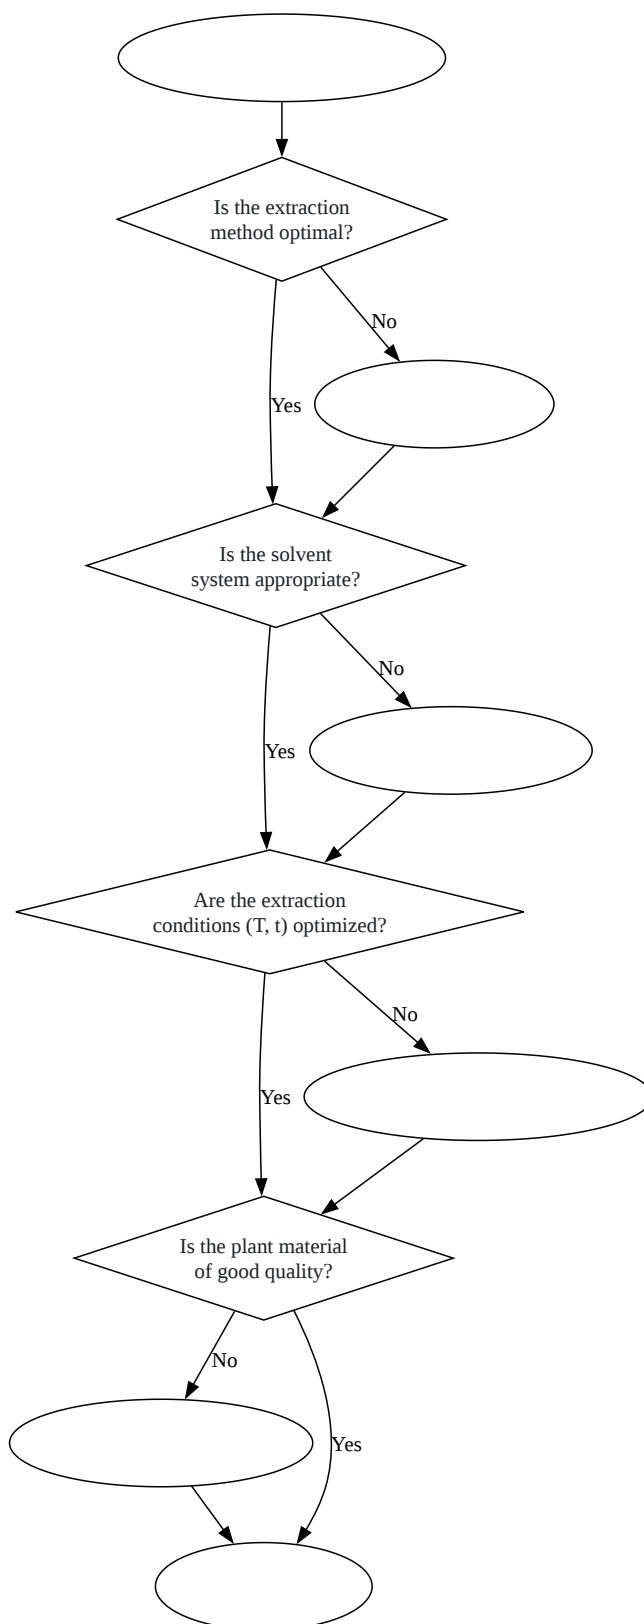 Is the extraction
method optimal?
No
Yes
Is the solvent
system appropriate?
No
Yes
Are the extraction
conditions (T, t) optimized?
No
Yes
Is the plant material
of good quality?
No
Yes